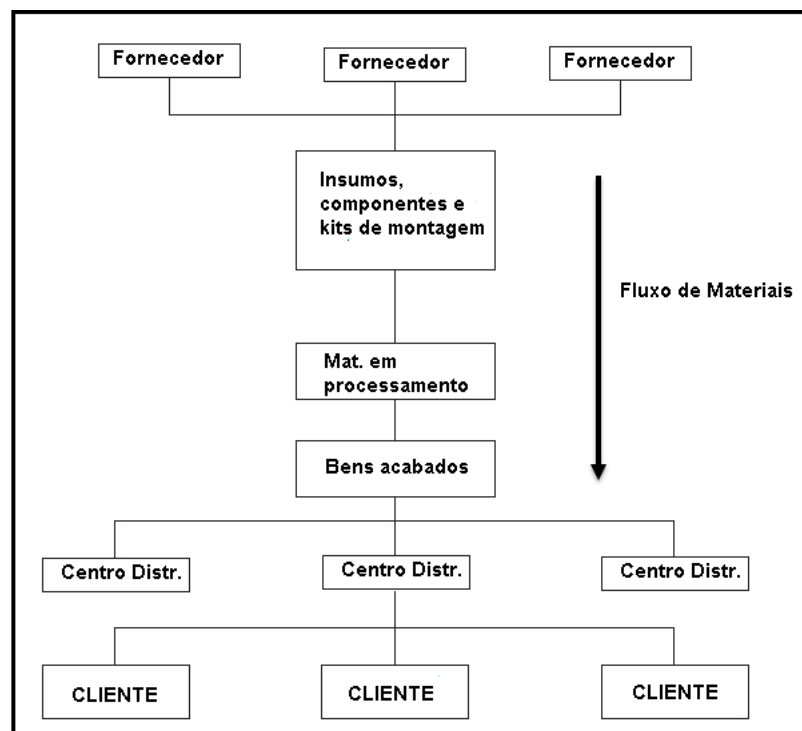 Fornecedor
Fornecedor
Fornecedor
Insumos,
componentes e
kits de montagem
Fluxo de Materiais
Mat. em
processamento
Bens acabados
Centro Distr.
Centro Distr.
Centro Distr.
CLIENTE
CLIENTE
CLIENTE